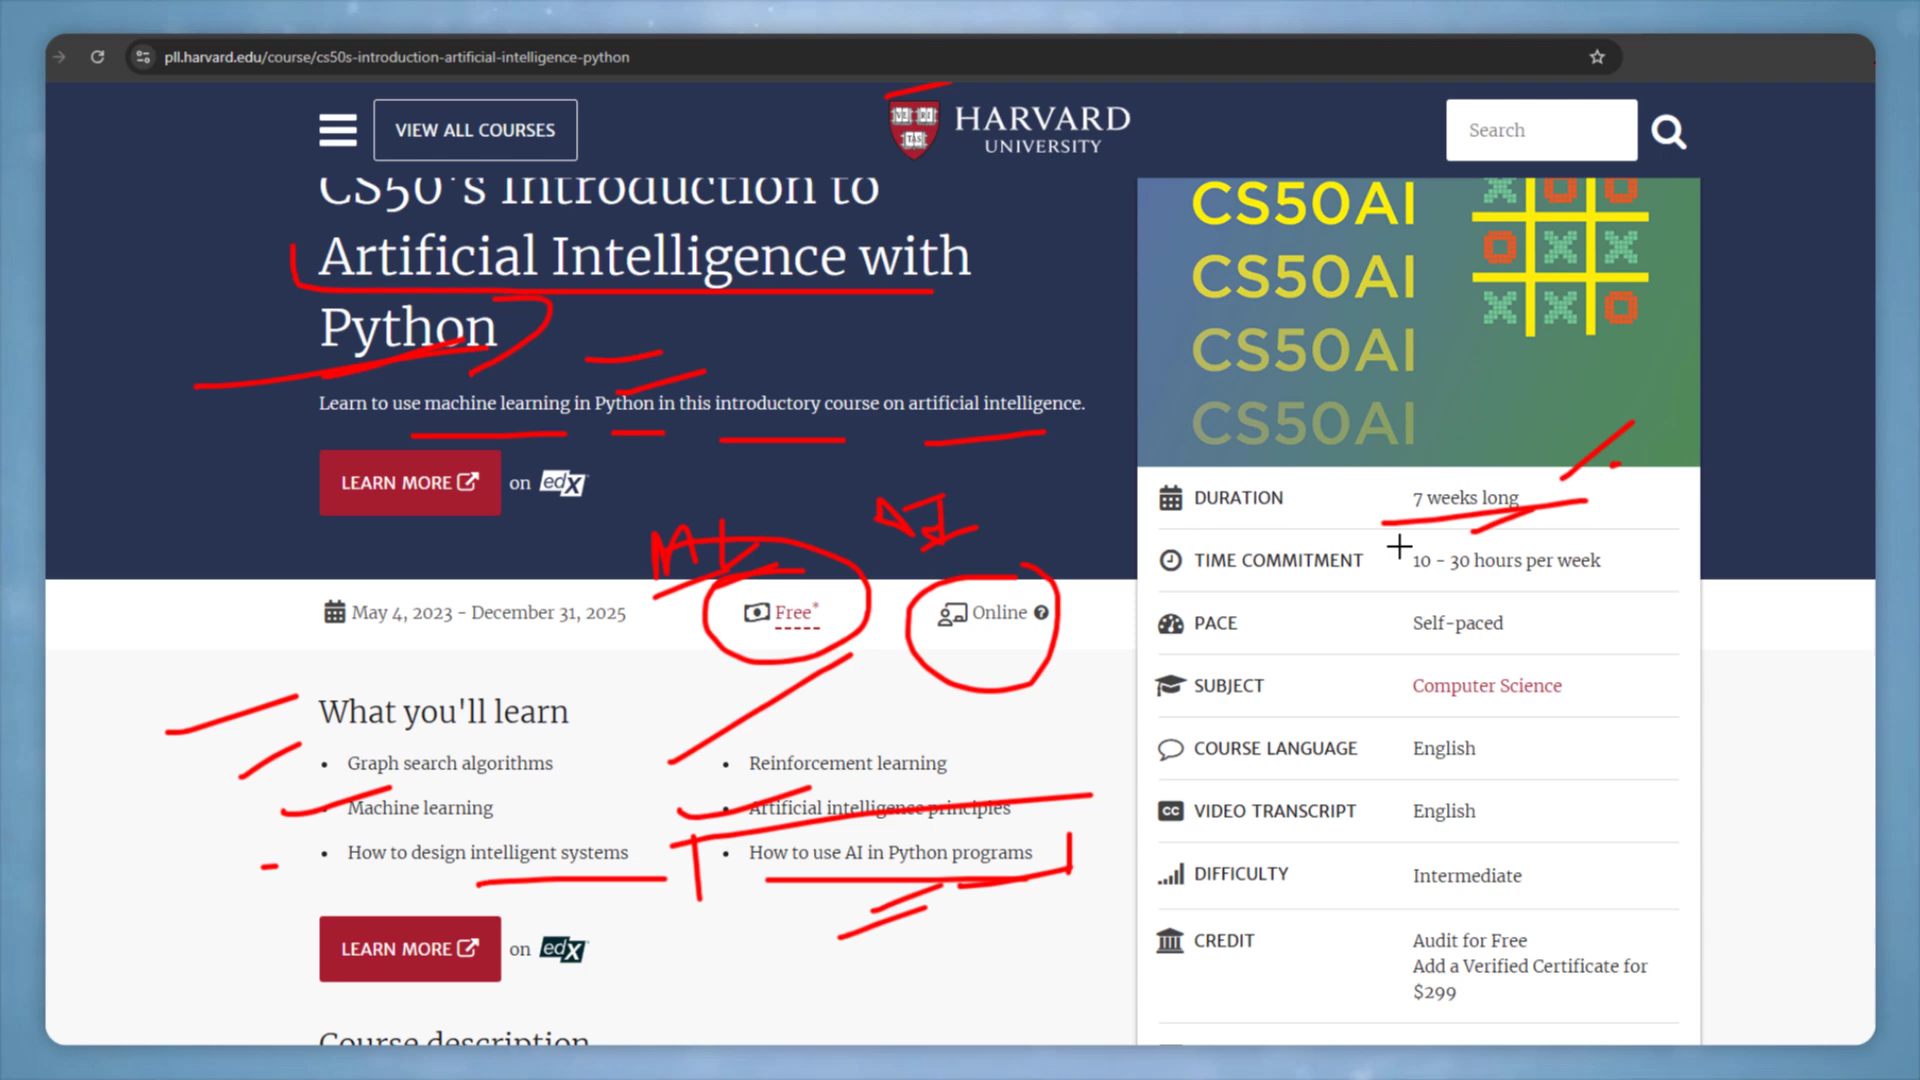 pll.harvard.edu/course/cs50s-introduction-artificial-intelligence-python
VIEW ALL COURSES
HARVARD
UNIVERSITY
Search
CS50's Introduction to
Artificial Intelligence with
Python
Learn to use machine learning in Python in this introductory course on artificial intelligence.
LEARN MORE on edX
CS50AI
CS50AI
CS50AI
CS50AI
ML
AI
May 4, 2023 - December 31, 2025
Free*
Online ?
What you'll learn
Graph search algorithms
Machine learning
How to design intelligent systems
Reinforcement learning
Artificial intelligence principles
How to use AI in Python programs
LEARN MORE on edX
Course description
DURATION 7 weeks long
TIME COMMITMENT 10 - 30 hours per week
PACE Self-paced
SUBJECT Computer Science
COURSE LANGUAGE English
CC VIDEO TRANSCRIPT English
DIFFICULTY Intermediate
CREDIT Audit for Free
Add a Verified Certificate for
$299